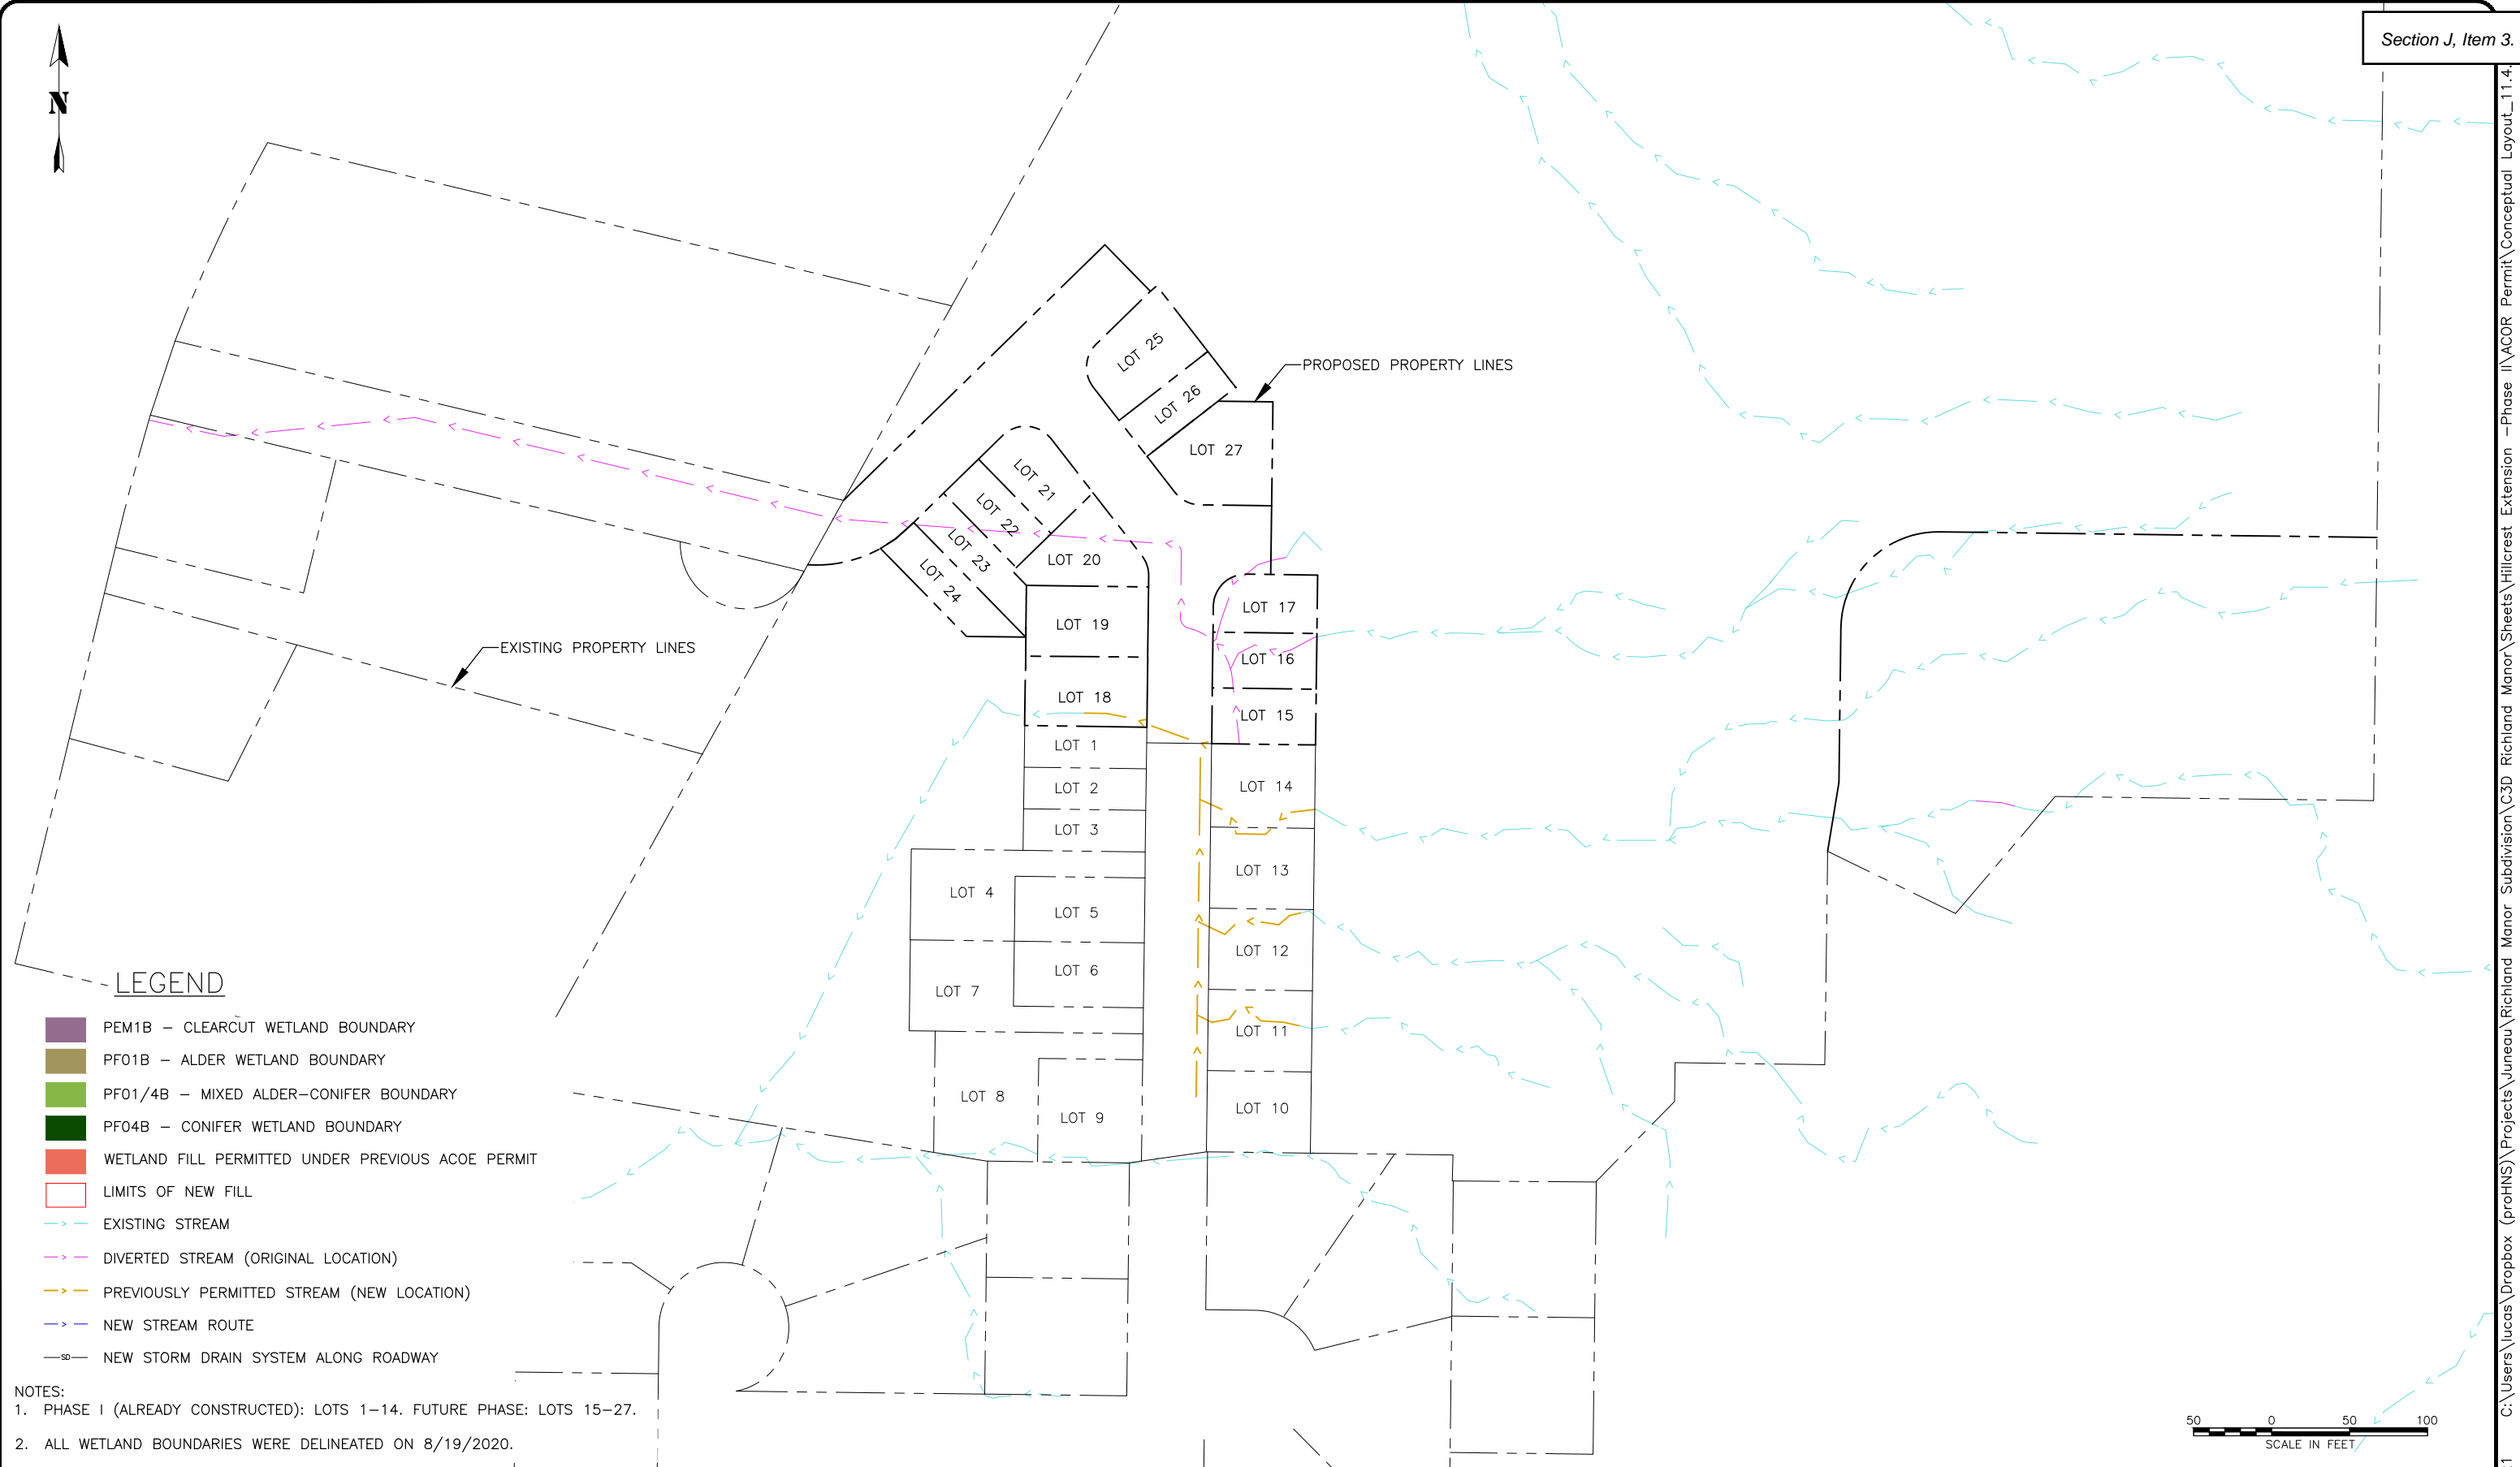 Section J, Item 3.
N
LOT 25
LOT 26
PROPOSED PROPERTY LINES
LOT 27
LOT 21
LOT 22
LOT 23
LOT 24
LOT 20
LOT 17
LOT 19
LOT 16
LOT 18
LOT 15
EXISTING PROPERTY LINES
LOT 1
LOT 2
LOT 14
LOT 3
LOT 13
LOT 4
LOT 5
LOT 12
LOT 6
LOT 7
LOT 11
LOT 8
LOT 9
LOT 10
LEGEND
PEM1B – CLEARCUT WETLAND BOUNDARY
PF01B – ALDER WETLAND BOUNDARY
PF01/4B – MIXED ALDER–CONIFER BOUNDARY
PF04B – CONIFER WETLAND BOUNDARY
WETLAND FILL PERMITTED UNDER PREVIOUS ACOE PERMIT
LIMITS OF NEW FILL
EXISTING STREAM
DIVERTED STREAM (ORIGINAL LOCATION)
PREVIOUSLY PERMITTED STREAM (NEW LOCATION)
NEW STREAM ROUTE
SD NEW STORM DRAIN SYSTEM ALONG ROADWAY
NOTES:
1. PHASE I (ALREADY CONSTRUCTED): LOTS 1–14. FUTURE PHASE: LOTS 15–27.
2. ALL WETLAND BOUNDARIES WERE DELINEATED ON 8/19/2020.
50 0 50 100
SCALE IN FEET
C:\Users\lucas\Dropbox (proHNS)\Projects\Juneau\Richland Manor Subdivision\C3D Richland Manor\Sheets\Hillcrest Extension –Phase II\ACOR Permit\Conceptual Layout_11.4.